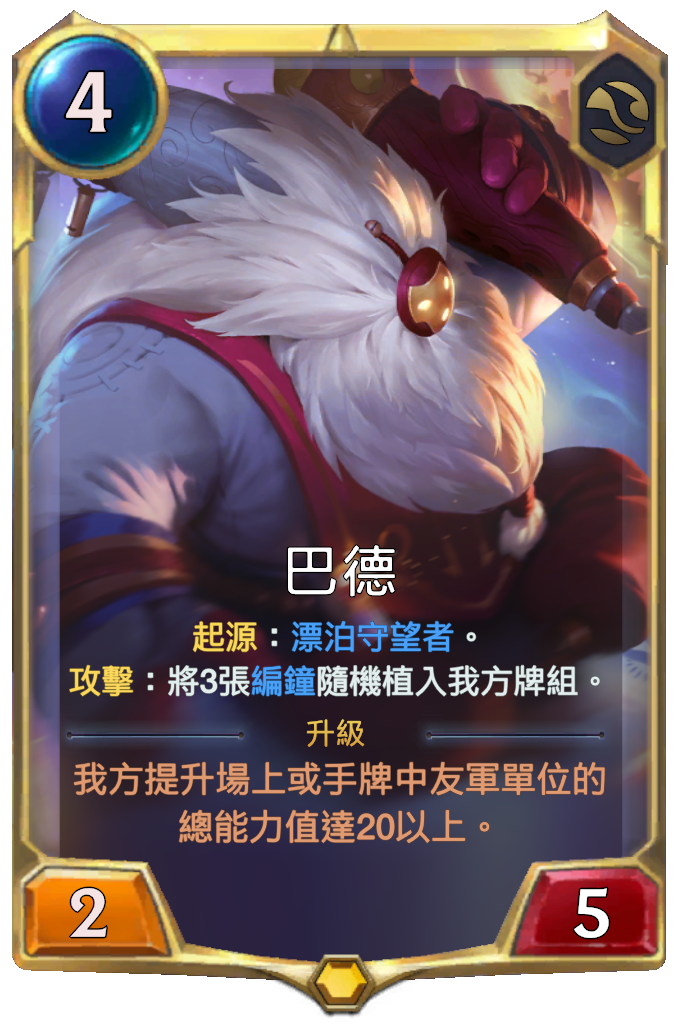 4
巴德
起源：漂泊守望者。
攻擊：將3張編鐘隨機植入我方牌組。
升級
我方提升場上或手牌中友軍單位的
總能力值達20以上。
2
5